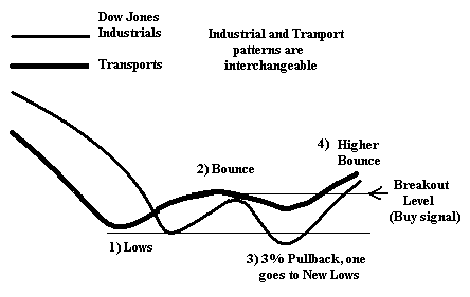 Dow Jones
Industrials
Transports
Industrial and Tranport
patterns are
interchangeable
2) Bounce
4) Higher
Bounce
Breakout
Level
(Buy signal)
1) Lows
3) 3% Pullback, one
goes to New Lows